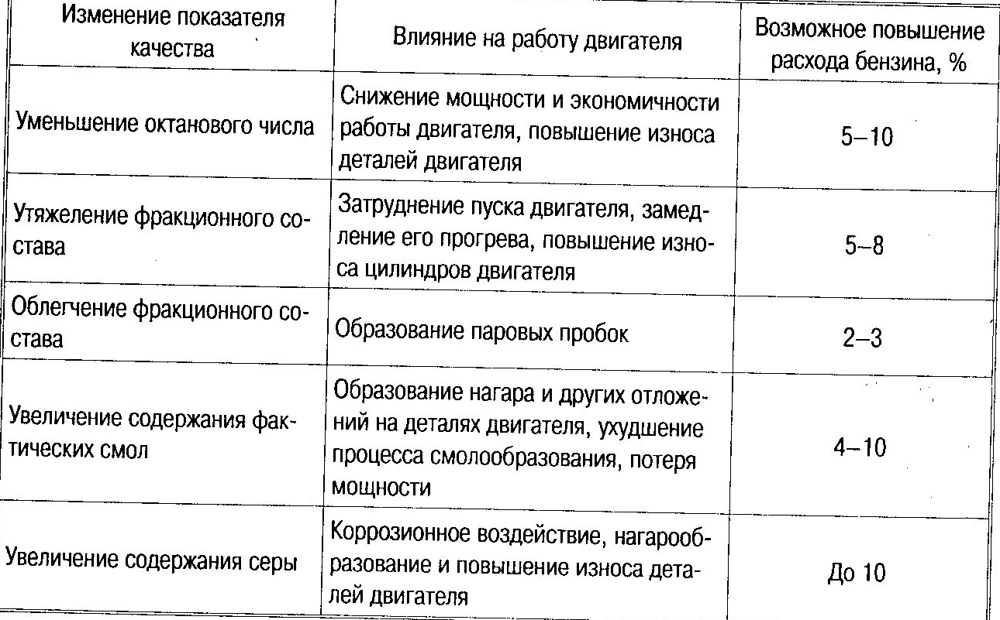 Изменение показателя
качества
Влияние на работу двигателя
Возможное повышение
расхода бензина, %
Уменьшение октанового числа
Снижение мощности и экономичности
работы двигателя, повышение износа
деталей двигателя
5–10
Утяжеление фракционного со-
става
Затруднение пуска двигателя, замед-
ление его прогрева, повышение изно-
са цилиндров двигателя
5–8
Облегчение фракционного со-
става
Образование паровых пробок
2–3
Увеличение содержания фак-
тических смол
Образование нагара и других отложе-
ний на деталях двигателя, ухудшение
процесса смолообразования, потеря
мощности
4–10
Увеличение содержания серы
Коррозионное воздействие, нагарооб-
разование и повышение износа дета-
лей двигателя
До 10